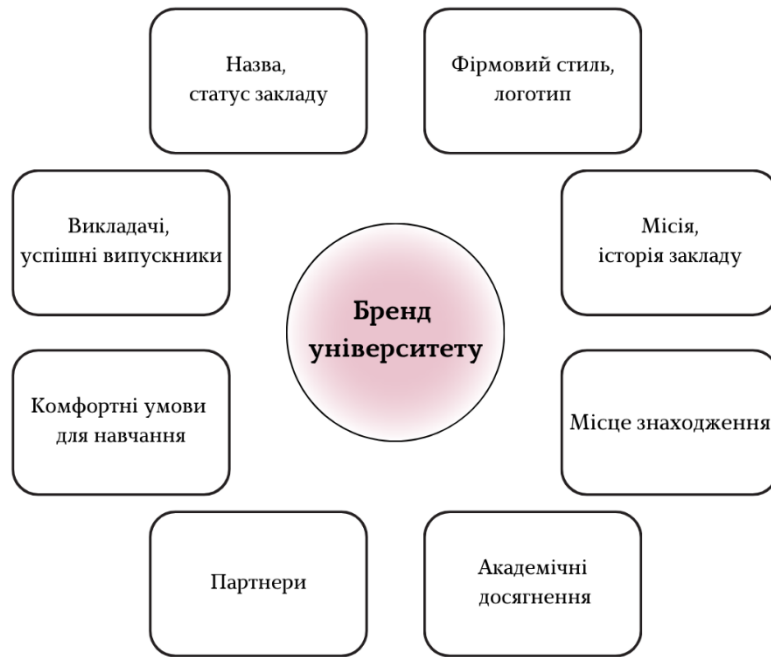 Назва,
статус закладу
Фірмовий стиль,
логотип
Викладачі,
успішні випускники
Місія,
історія закладу
Бренд
університету
Комфортні умови
для навчання
Місце знаходження
Партнери
Академічні
досягнення